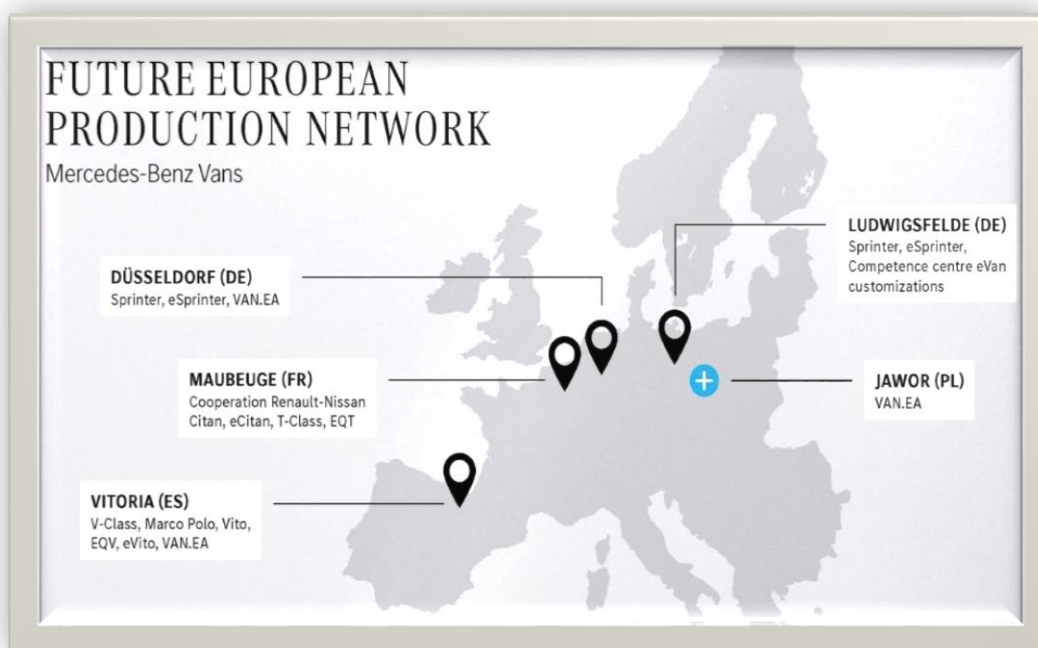 FUTURE EUROPEAN
PRODUCTION NETWORK
Mercedes-Benz Vans
LUDWIGSFELDE (DE)
Sprinter, eSprinter,
Competence centre eVan
customizations
DÜSSELDORF (DE)
Sprinter, eSprinter, VAN.EA
MAUBEUGE (FR)
Cooperation Renault-Nissan
Citan, eCitan, T-Class, EQT
JAWOR (PL)
VAN.EA
VITORIA (ES)
V-Class, Marco Polo, Vito,
EQV, eVito, VAN.EA